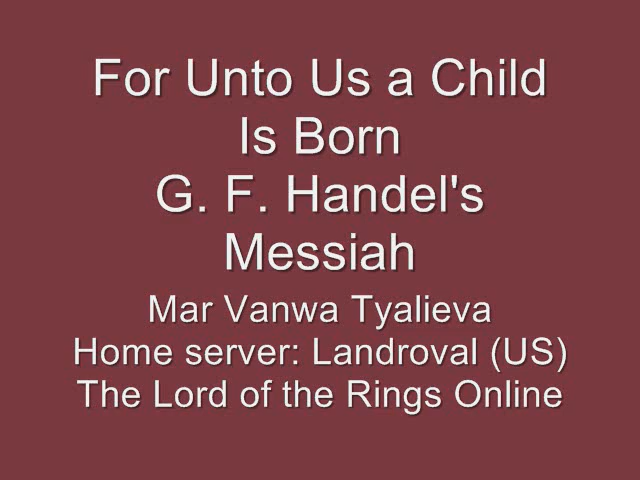 For Unto Us a Child
Is Born
G. F. Handel's
Messiah
Mar Vanwa Tyalieva
Home server: Landroval (US)
The Lord of the Rings Online